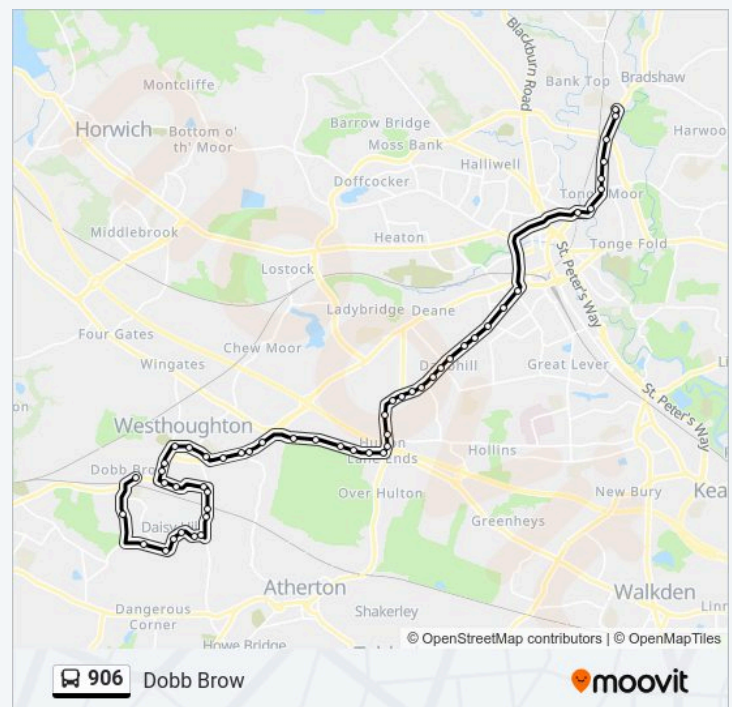 Blackburn Road
Bank Top
Bradshaw
Montcliffe
Horwich
Bottom o'
th' Moor
Barrow Bridge
Moss Bank
Harwoo
Halliwell
Doffcocker
Tonge Moor
Middlebrook
Heaton
Tonge Fold
St. Peter's Way
Lostock
Ladybridge
Deane
Four Gates
Chew Moor
Daubhill
Great Lever
Wingates
St. Peter's Way
Westhoughton
Hulton
Lane Ends
Hollins
Dobb Brow
Over Hulton
New Bury
Kea
Greenheys
Daisy Hill
Atherton
Walkden
Dangerous
Corner
Shakerley
Linn
Howe Bridge
© OpenStreetMap contributors | © OpenMapTiles
906 Dobb Brow
moovit